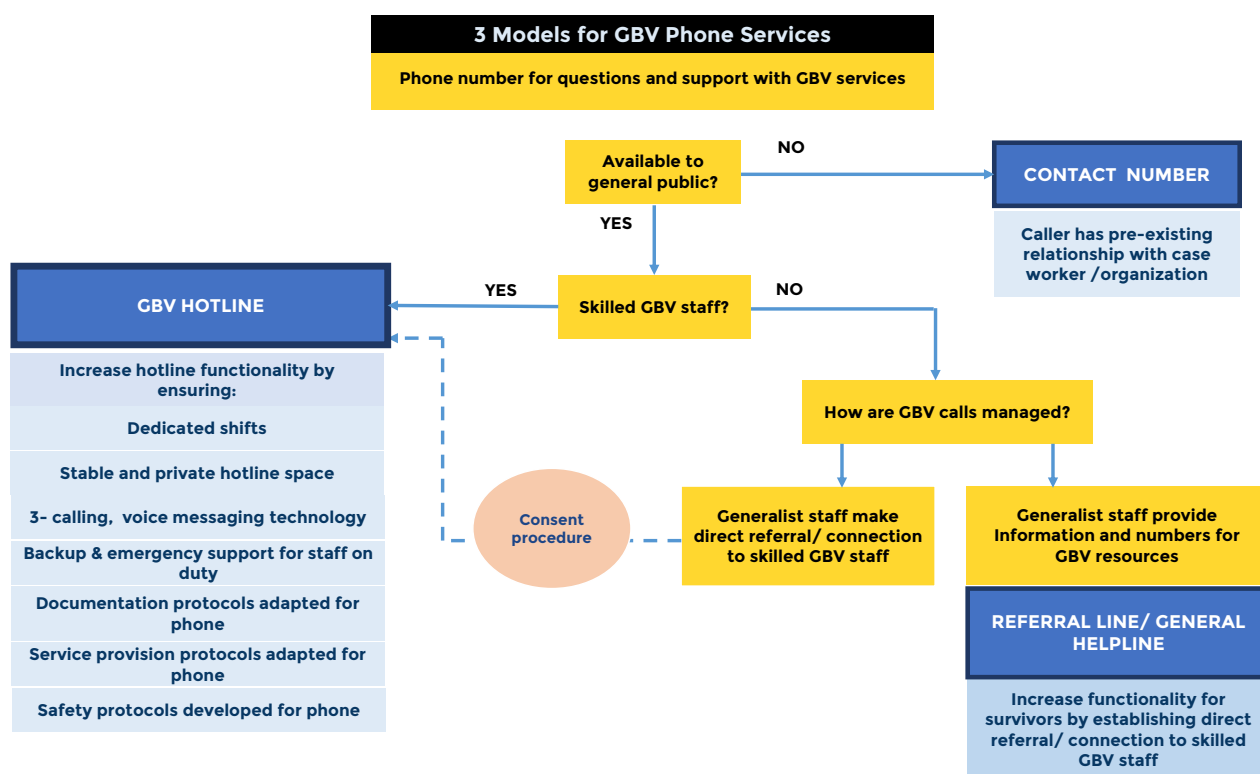 3 Models for GBV Phone Services
Phone number for questions and support with GBV services
Available to
general public?
NO
CONTACT NUMBER
Caller has pre-existing
relationship with case
worker /organization
YES
Skilled GBV staff?
YES
NO
GBV HOTLINE
Increase hotline functionality by
ensuring:
Dedicated shifts
Stable and private hotline space
3- calling, voice messaging technology
Backup & emergency support for staff on
duty
Documentation protocols adapted for
phone
Service provision protocols adapted for
phone
Safety protocols developed for phone
How are GBV calls managed?
Consent
procedure
Generalist staff make
direct referral/ connection
to skilled GBV staff
Generalist staff provide
Information and numbers for
GBV resources
REFERRAL LINE/ GENERAL
HELPLINE
Increase functionality for
survivors by establishing direct
referral/ connection to skilled
GBV staff